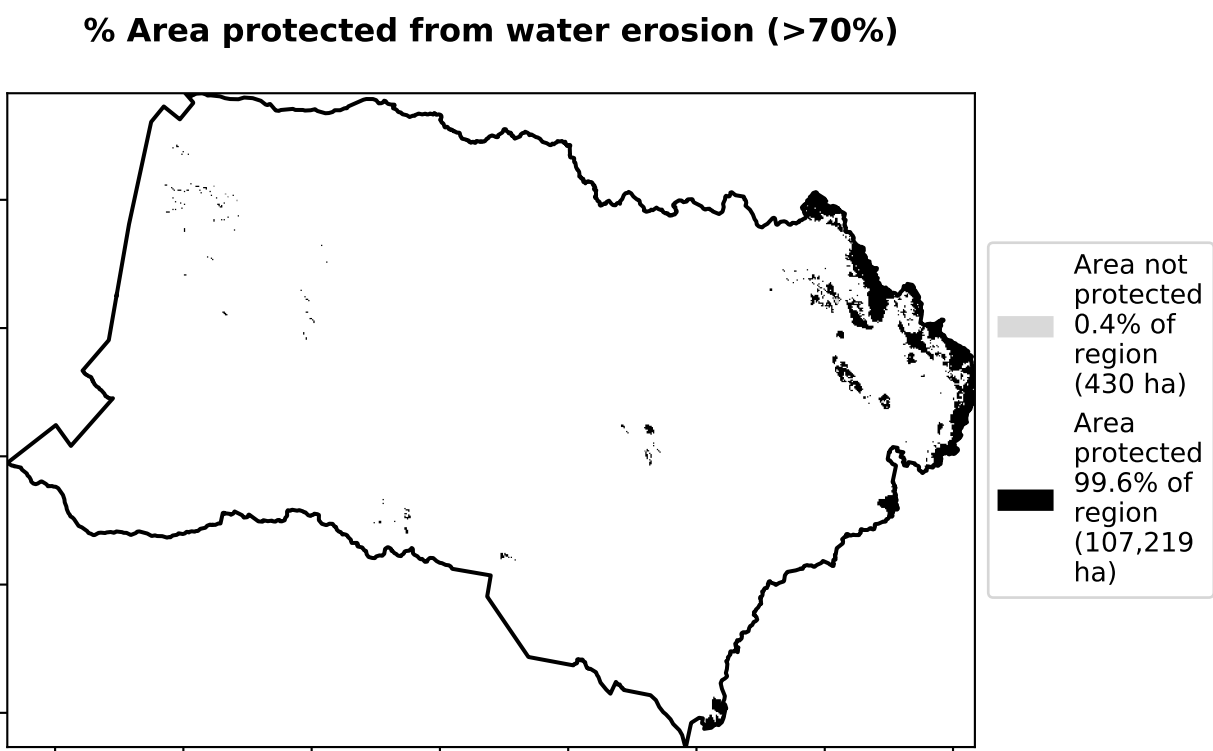 % Area protected from water erosion (>70%)
Area not
protected
0.4% of
region
(430 ha)
Area
protected
99.6% of
region
(107,219
ha)